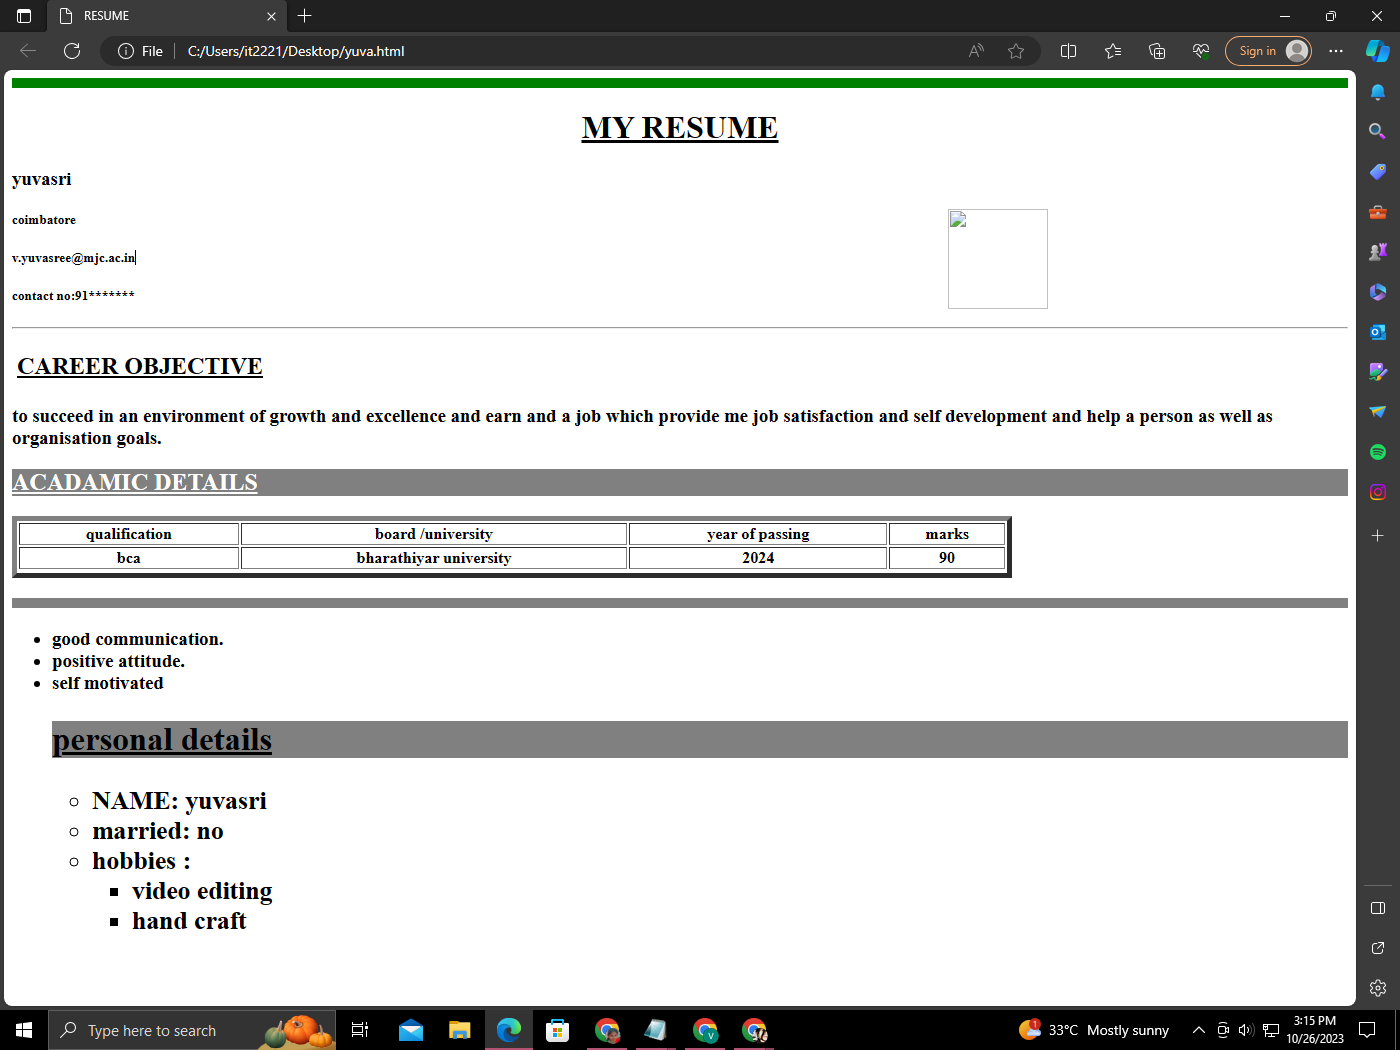 RESUME
File
C:/Users/it2221/Desktop/yuva.html
Sign in
MY RESUME
yuvasri
coimbatore
v.yuvasree@mjc.ac.in
contact no:91*******
CAREER OBJECTIVE
to succeed in an environment of growth and excellence and earn and a job which provide me job satisfaction and self development and help a person as well as
organisation goals.
ACADAMIC DETAILS
qualification board /university year of passing marks
bca bharathiyar university 2024 90
good communication.
positive attitude.
self motivated
personal details
NAME: yuvasri
married: no
hobbies :
video editing
hand craft
Type here to search
1
33°C Mostly sunny
3:15 PM
10/26/2023